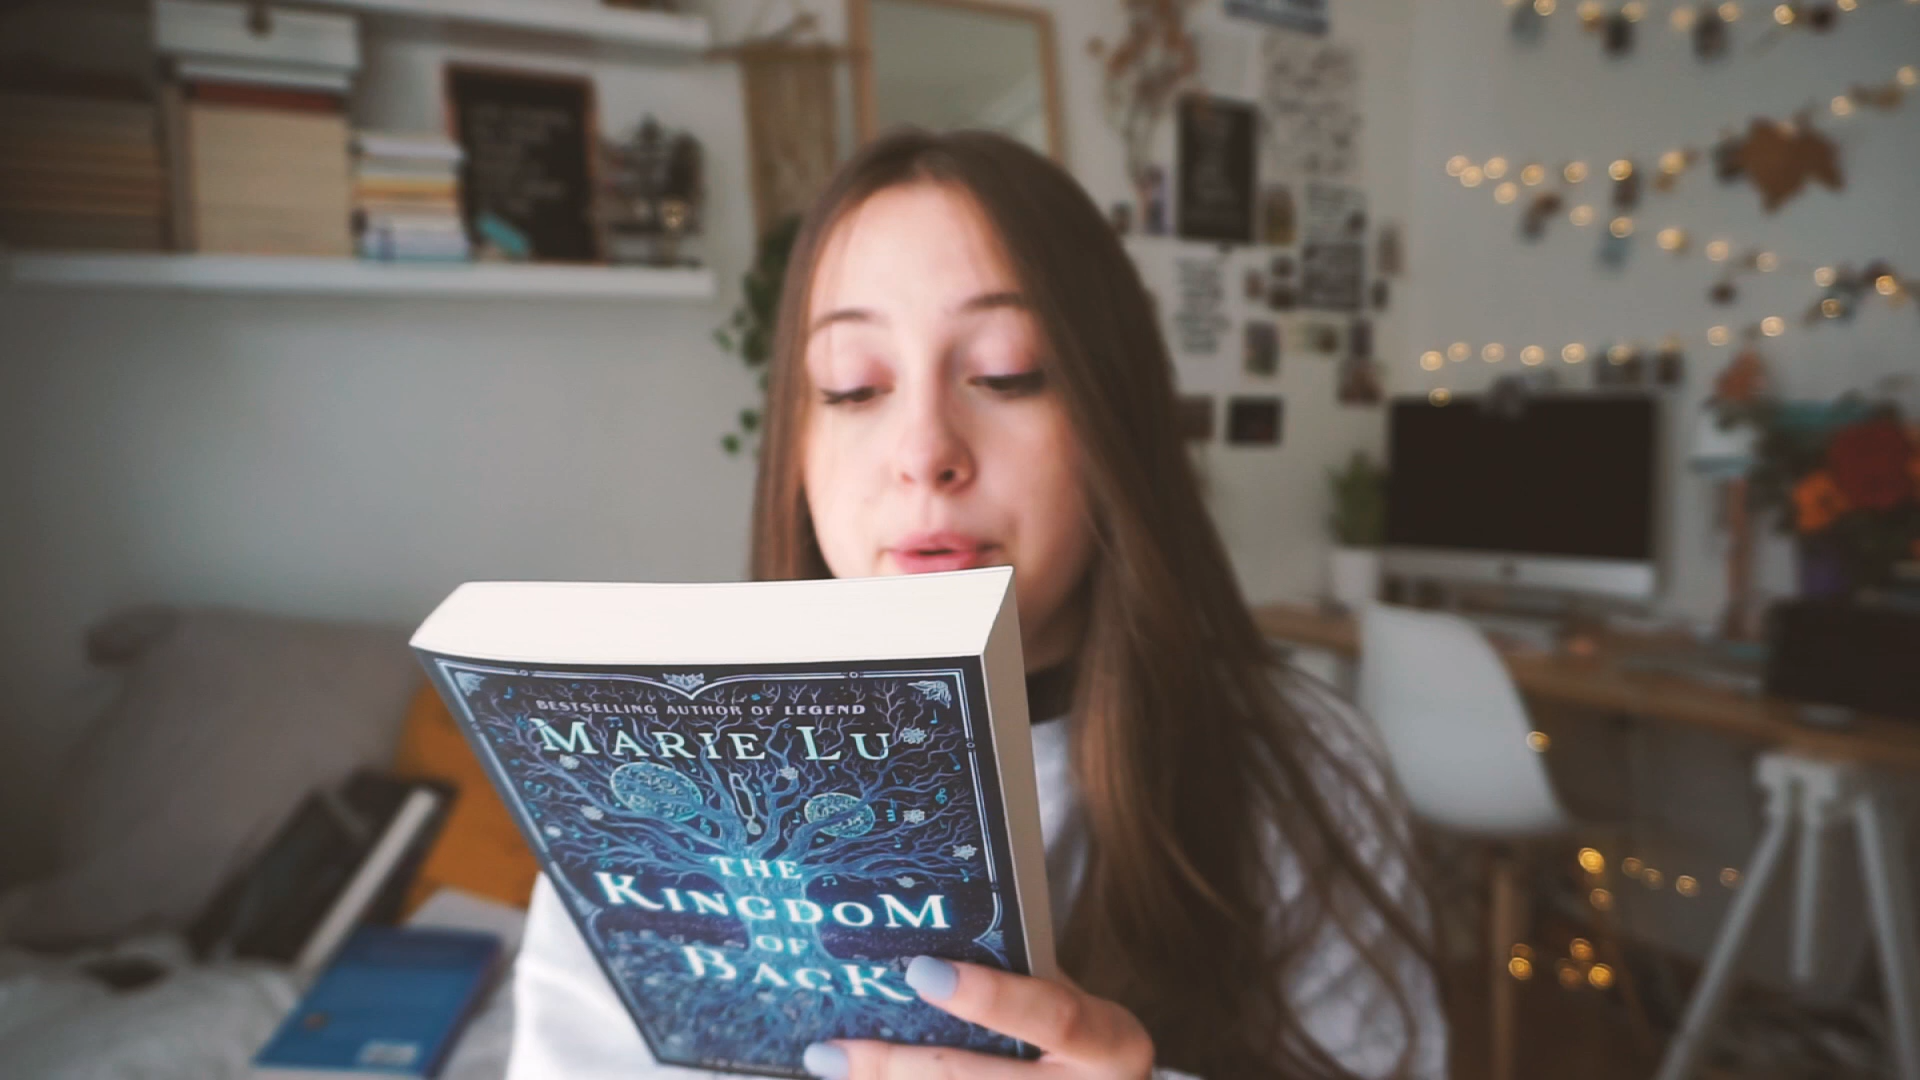 BESTSELLING AUTHOR OF LEGEND
MARIE LU
THE
KINGDOM
OF
BACK